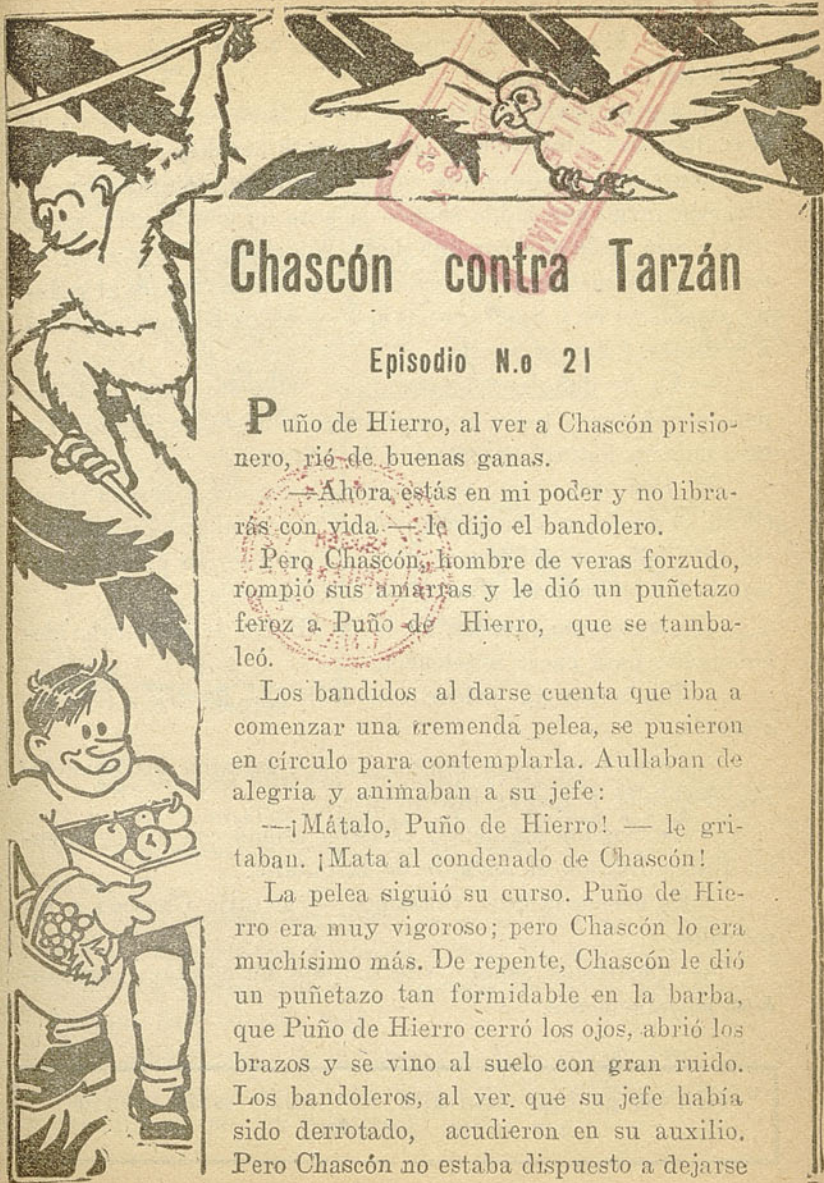 Chascón contra Tarzán
Episodio N.o 21
Puño de Hierro, al ver a Chascón prisio-
nero, rió de buenas ganas.
—Ahora estás en mi poder y no libra-
rás con vida — le dijo el bandolero.
Pero Chascón, hombre de veras forzudo,
rompió sus amarras y le dió un puñetazo
feroz a Puño de Hierro, que se tamba-
leó.
Los bandidos al darse cuenta que iba a
comenzar una tremenda pelea, se pusieron
en círculo para contemplarla. Aullaban de
alegría y animaban a su jefe:
—¡Mátalo, Puño de Hierro! — le gri-
taban. ¡Mata al condenado de Chascón!
La pelea siguió su curso. Puño de Hie-
rro era muy vigoroso; pero Chascón lo era
muchísimo más. De repente, Chascón le dió
un puñetazo tan formidable en la barba,
que Puño de Hierro cerró los ojos, abrió los
brazos y se vino al suelo con gran ruido.
Los bandoleros, al ver que su jefe había
sido derrotado, acudieron en su auxilio.
Pero Chascón no estaba dispuesto a dejarse